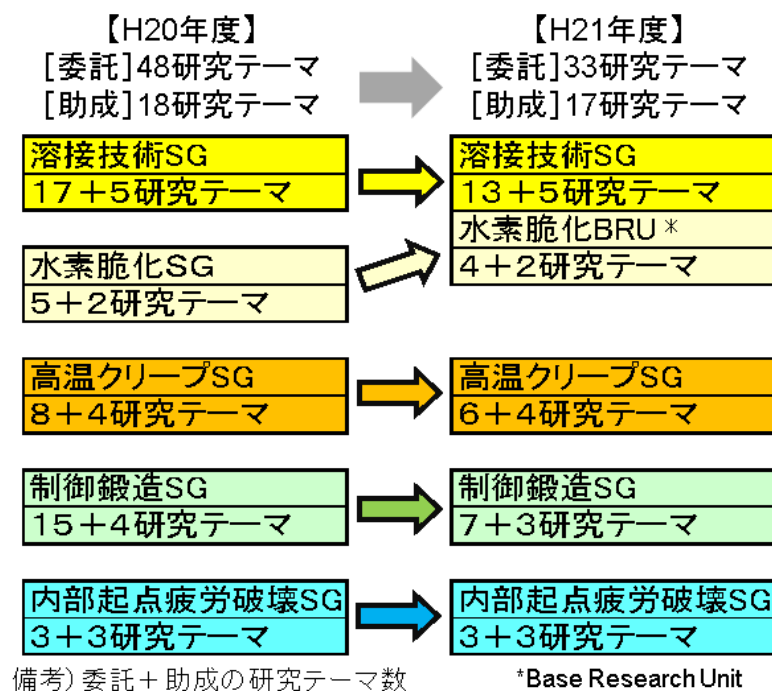 【H20年度】
[委託]48研究テーマ
[助成]18研究テーマ
【H21年度】
[委託]33研究テーマ
[助成]17研究テーマ
溶接技術SG
17+5研究テーマ
溶接技術SG
13+5研究テーマ
水素脆化BRU*
4+2研究テーマ
水素脆化SG
5+2研究テーマ
高温クリープSG
8+4研究テーマ
高温クリープSG
6+4研究テーマ
制御鍛造SG
15+4研究テーマ
制御鍛造SG
7+3研究テーマ
内部起点疲労破壊SG
3+3研究テーマ
内部起点疲労破壊SG
3+3研究テーマ
備考)委託+助成の研究テーマ数
*Base Research Unit